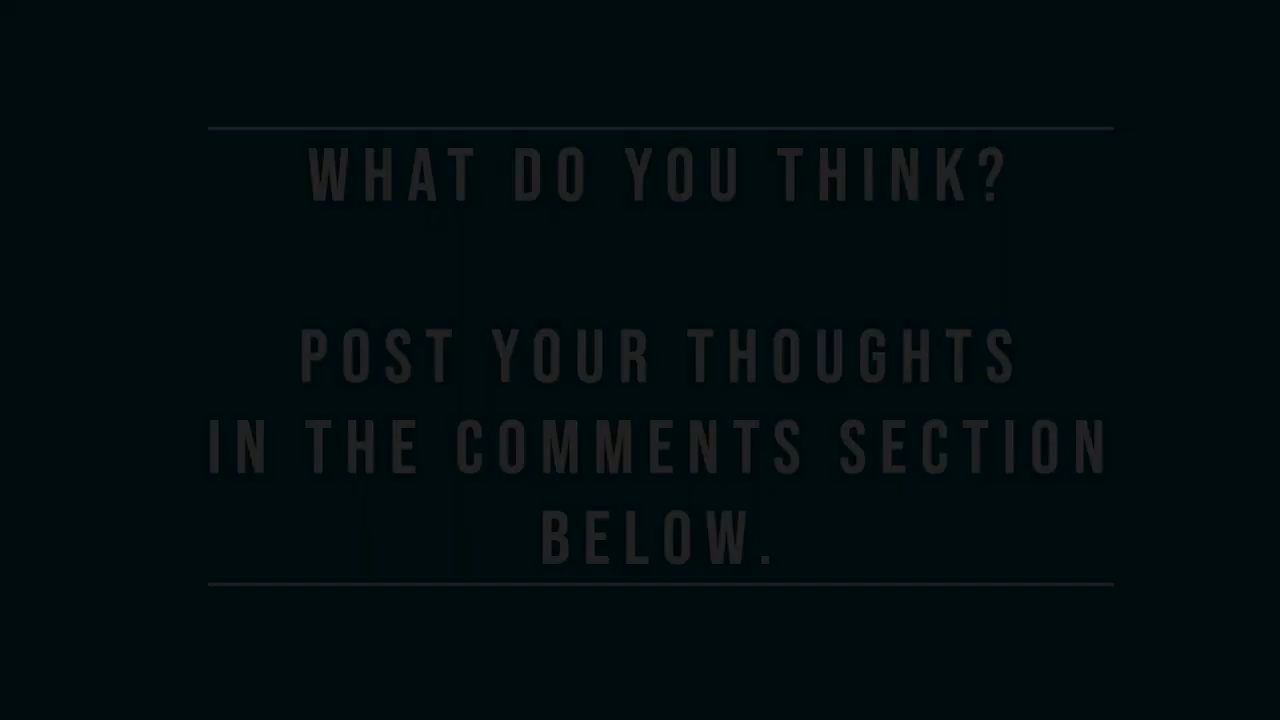 WHAT DO YOU THINK?
POST YOUR THOUGHTS
IN THE COMMENTS SECTION
BELOW.